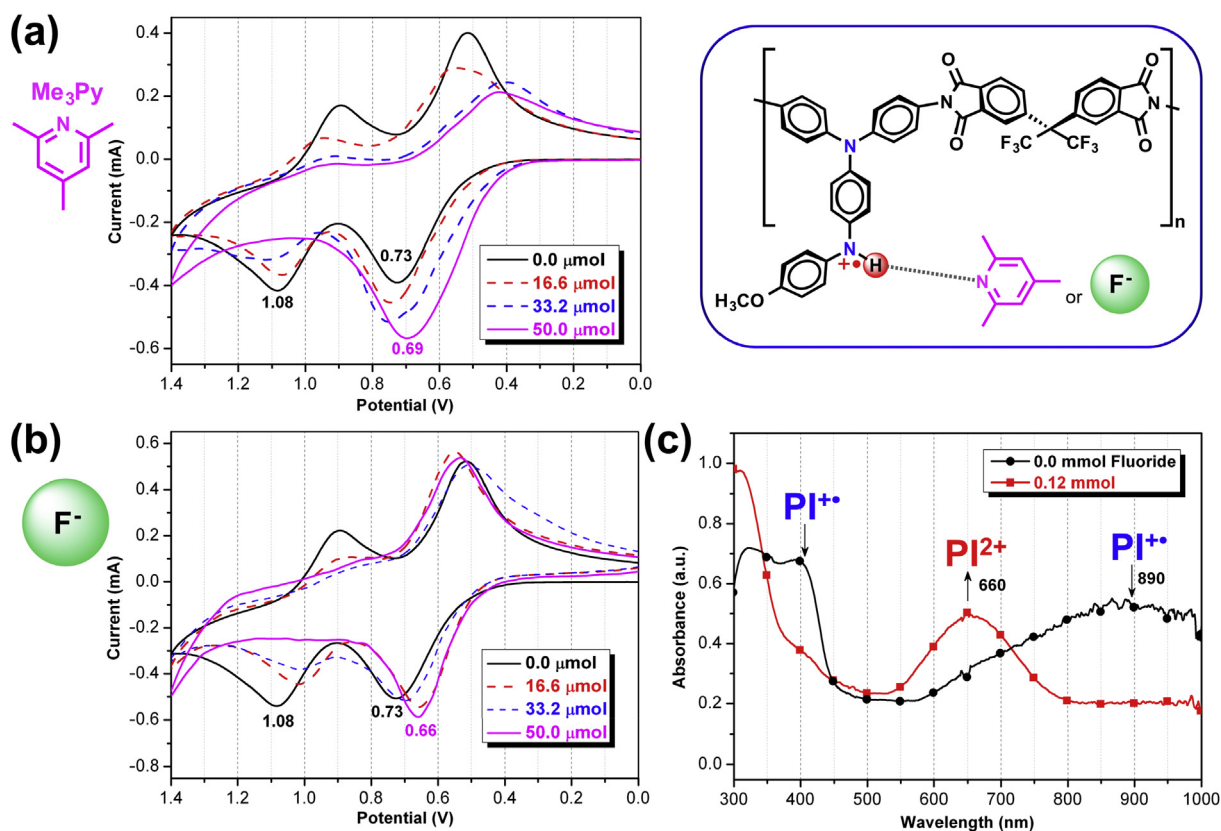 (a)
Me3Py
N
Current (mA)
0.4
0.2
0.0
-0.2
-0.4
-0.6
1.4 1.2 1.0 0.8 0.6 0.4 0.2 0.0
Potential (V)
1.08
0.73
0.69
0.0 μmol
16.6 μmol
33.2 μmol
50.0 μmol
O O
N
N
O O
F3C CF3
O O
N
n
N
+• H
H3CO
N
or
F-
(b)
F-
Current (mA)
0.6
0.4
0.2
0.0
-0.2
-0.4
-0.6
-0.8
1.4 1.2 1.0 0.8 0.6 0.4 0.2 0.0
Potential (V)
1.08
0.73
0.66
0.0 μmol
16.6 μmol
33.2 μmol
50.0 μmol
(c)
Absorbance (a.u.)
1.0
0.8
0.6
0.4
0.2
0.0
300 400 500 600 700 800 900 1000
Wavelength (nm)
0.0 mmol Fluoride
0.12 mmol
PI+•
PI2+
660
PI+•
890